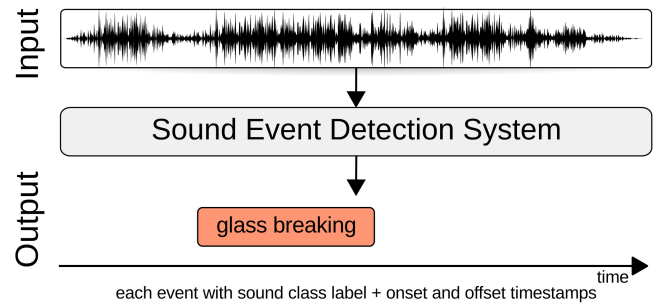 Input
Sound Event Detection System
Output
glass breaking
time
each event with sound class label + onset and offset timestamps